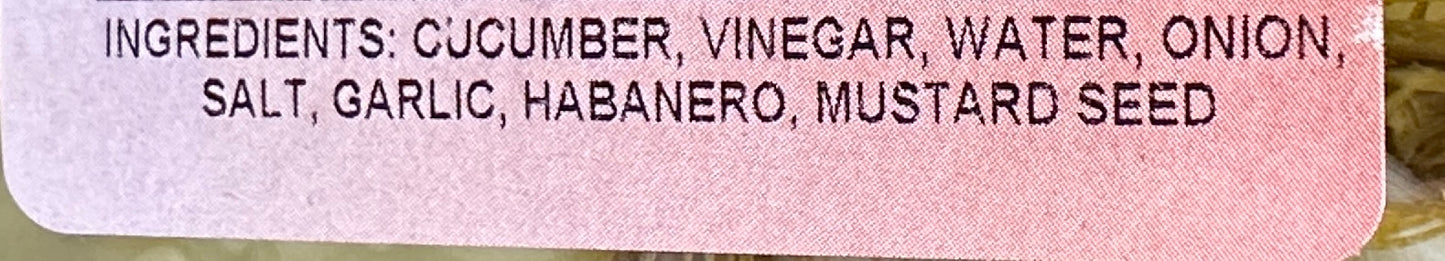 INGREDIENTS: CUCUMBER, VINEGAR, WATER, ONION,
SALT, GARLIC, HABANERO, MUSTARD SEED